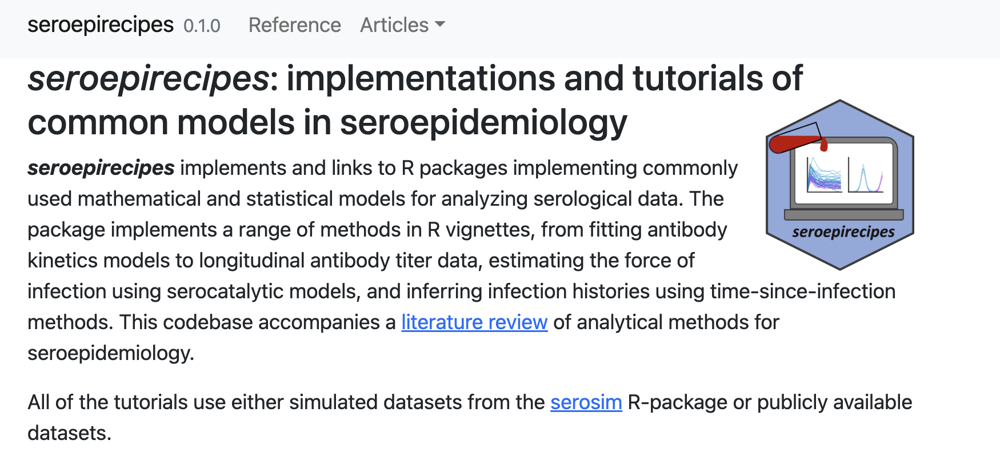 seroepirecipes 0.1.0 Reference Articles
seroepirecipes: implementations and tutorials of
common models in seroepidemiology
seroepirecipes implements and links to R packages implementing commonly
used mathematical and statistical models for analyzing serological data. The
package implements a range of methods in R vignettes, from fitting antibody
kinetics models to longitudinal antibody titer data, estimating the force of
infection using serocatalytic models, and inferring infection histories using time-since-infection
methods. This codebase accompanies a literature review of analytical methods for
seroepidemiology.
seroepirecipes
All of the tutorials use either simulated datasets from the serosim R-package or publicly available
datasets.